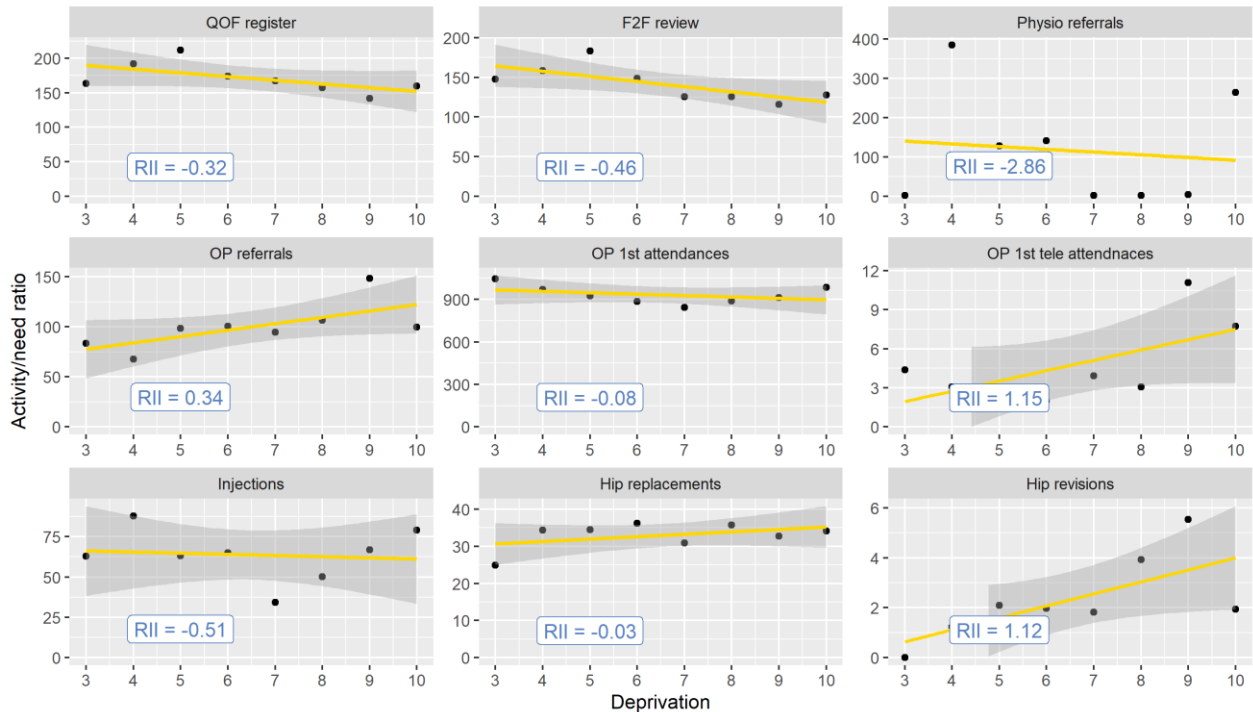 QOF register
F2F review
Physio referrals
200
150
100
50
0
RII = -0.32
3 4 5 6 7 8 9 10
200
150
100
50
0
RII = -0.46
3 4 5 6 7 8 9 10
400
300
200
100
0
RII = -2.86
3 4 5 6 7 8 9 10
OP referrals
OP 1st attendances
OP 1st tele attendnaces
150
100
50
0
RII = 0.34
3 4 5 6 7 8 9 10
900
600
300
0
RII = -0.08
3 4 5 6 7 8 9 10
12
9
6
3
0
RII = 1.15
3 4 5 6 7 8 9 10
Injections
Hip replacements
Hip revisions
75
50
25
0
RII = -0.51
3 4 5 6 7 8 9 10
40
30
20
10
0
RII = -0.03
3 4 5 6 7 8 9 10
6
4
2
0
RII = 1.12
3 4 5 6 7 8 9 10
Activity/need ratio
Deprivation